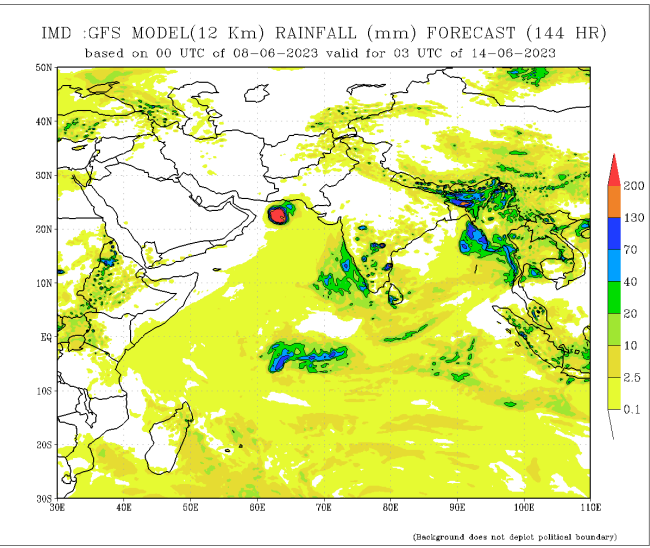 IMD :GFS MODEL(12 Km) RAINFALL (mm) FORECAST (144 HR)
based on 00 UTC of 08-06-2023 valid for 03 UTC of 14-06-2023
50N
40N
30N
20N
10N
EQ
10S
20S
30S
30E 40E 50E 60E 70E 80E 90E 100E 110E
200
130
70
40
20
10
2.5
0.1
(Background does not depict political boundary)